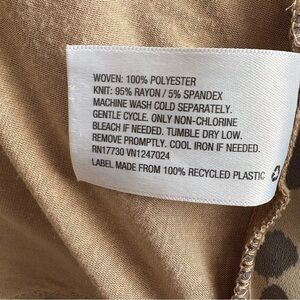 WOVEN: 100% POLYESTER
KNIT: 95% RAYON / 5% SPANDEX
MACHINE WASH COLD SEPARATELY.
GENTLE CYCLE. ONLY NON-CHLORINE
BLEACH IF NEEDED. TUMBLE DRY LOW.
REMOVE PROMPTLY. COOL IRON IF NEEDED.
RN17730 VN1247024
LABEL MADE FROM 100% RECYCLED PLASTIC